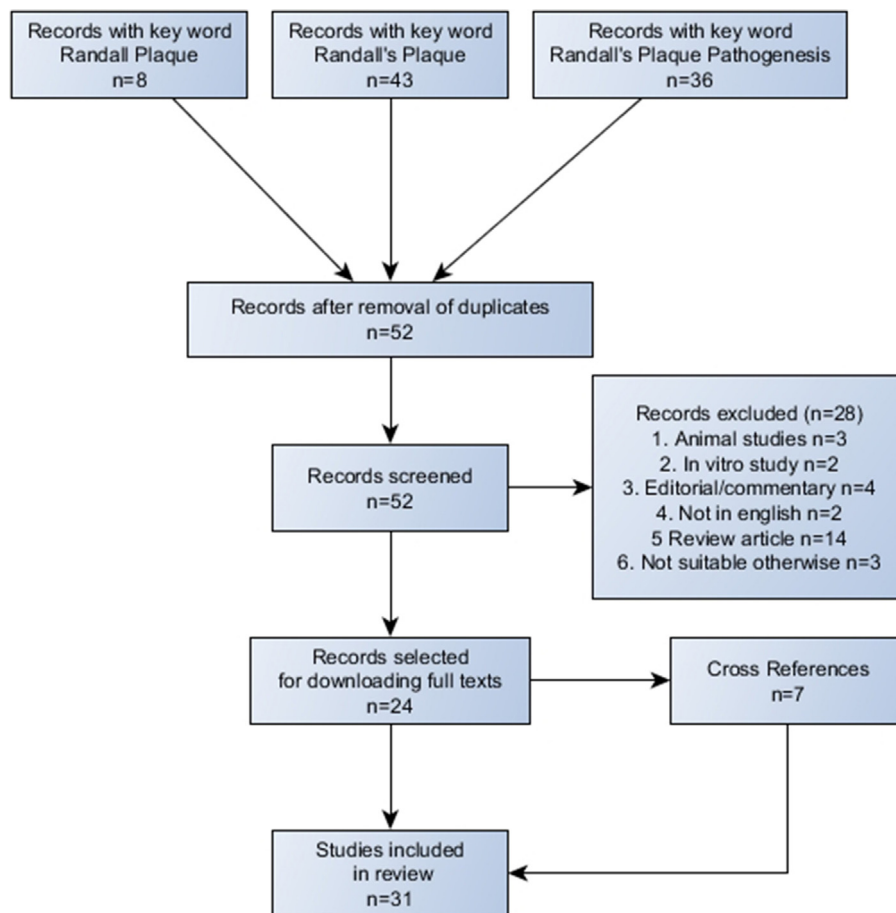 Records with key word
Randall Plaque
n=8
Records with key word
Randall's Plaque
n=43
Records with key word
Randall's Plaque Pathogenesis
n=36
Records after removal of duplicates
n=52
Records screened
n=52
Records excluded (n=28)
1. Animal studies n=3
2. In vitro study n=2
3. Editorial/commentary n=4
4. Not in english n=2
5 Review article n=14
6. Not suitable otherwise n=3
Records selected
for downloading full texts
n=24
Cross References
n=7
Studies included
in review
n=31